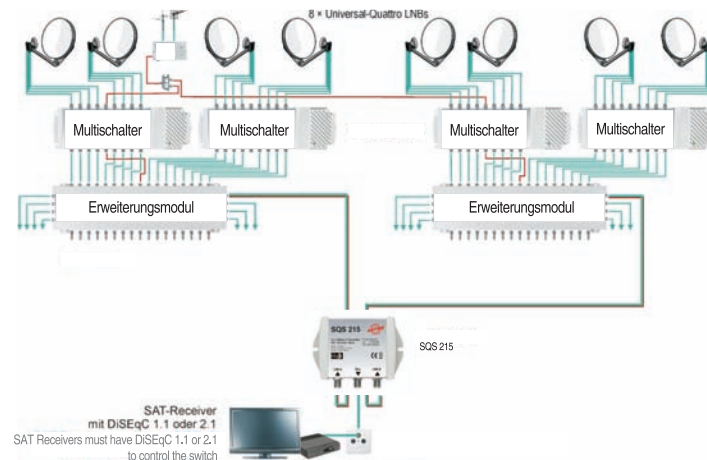 8 × Universal-Quattro LNBs
Multischalter
Multischalter
Multischalter
Multischalter
Erweiterungsmodul
Erweiterungsmodul
SQS 215
SQS 215
SAT-Receiver
mit DiSEqC 1.1 oder 2.1
SAT Receivers must have DiSEqC 1.1 or 2.1
to control the switch